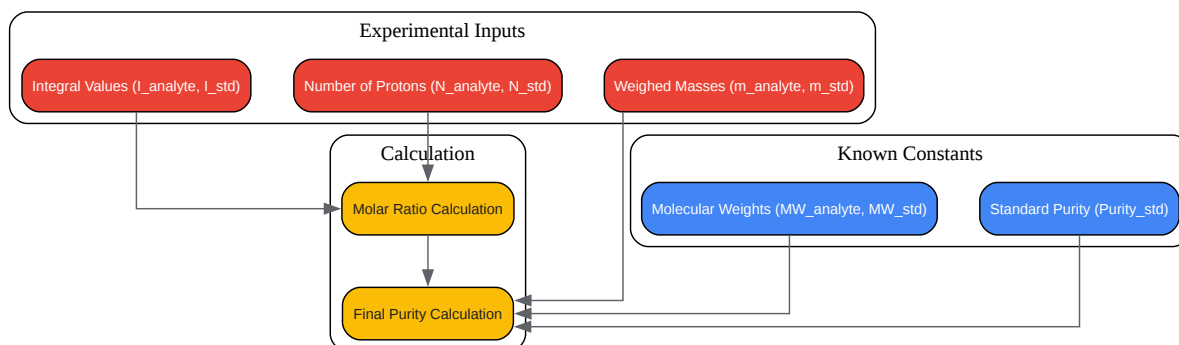 Experimental Inputs
Integral Values (I_analyte, I_std)
Number of Protons (N_analyte, N_std)
Weighed Masses (m_analyte, m_std)
Calculation
Known Constants
Molar Ratio Calculation
Molecular Weights (MW_analyte, MW_std)
Standard Purity (Purity_std)
Final Purity Calculation